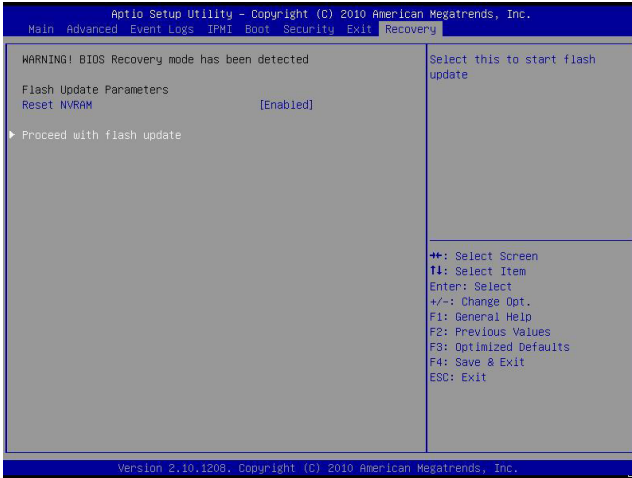 Aptio Setup Utility – Copyright (C) 2010 American Megatrends, Inc.
Main Advanced Event Logs IPMI Boot Security Exit Recovery
WARNING! BIOS Recovery mode has been detected
Flash Update Parameters
Reset NVRAM [Enabled]
▶ Proceed with flash update
Select this to start flash
update
→←: Select Screen
↑↓: Select Item
Enter: Select
+/-: Change Opt.
F1: General Help
F2: Previous Values
F3: Optimized Defaults
F4: Save & Exit
ESC: Exit
Version 2.10.1208. Copyright (C) 2010 American Megatrends, Inc.